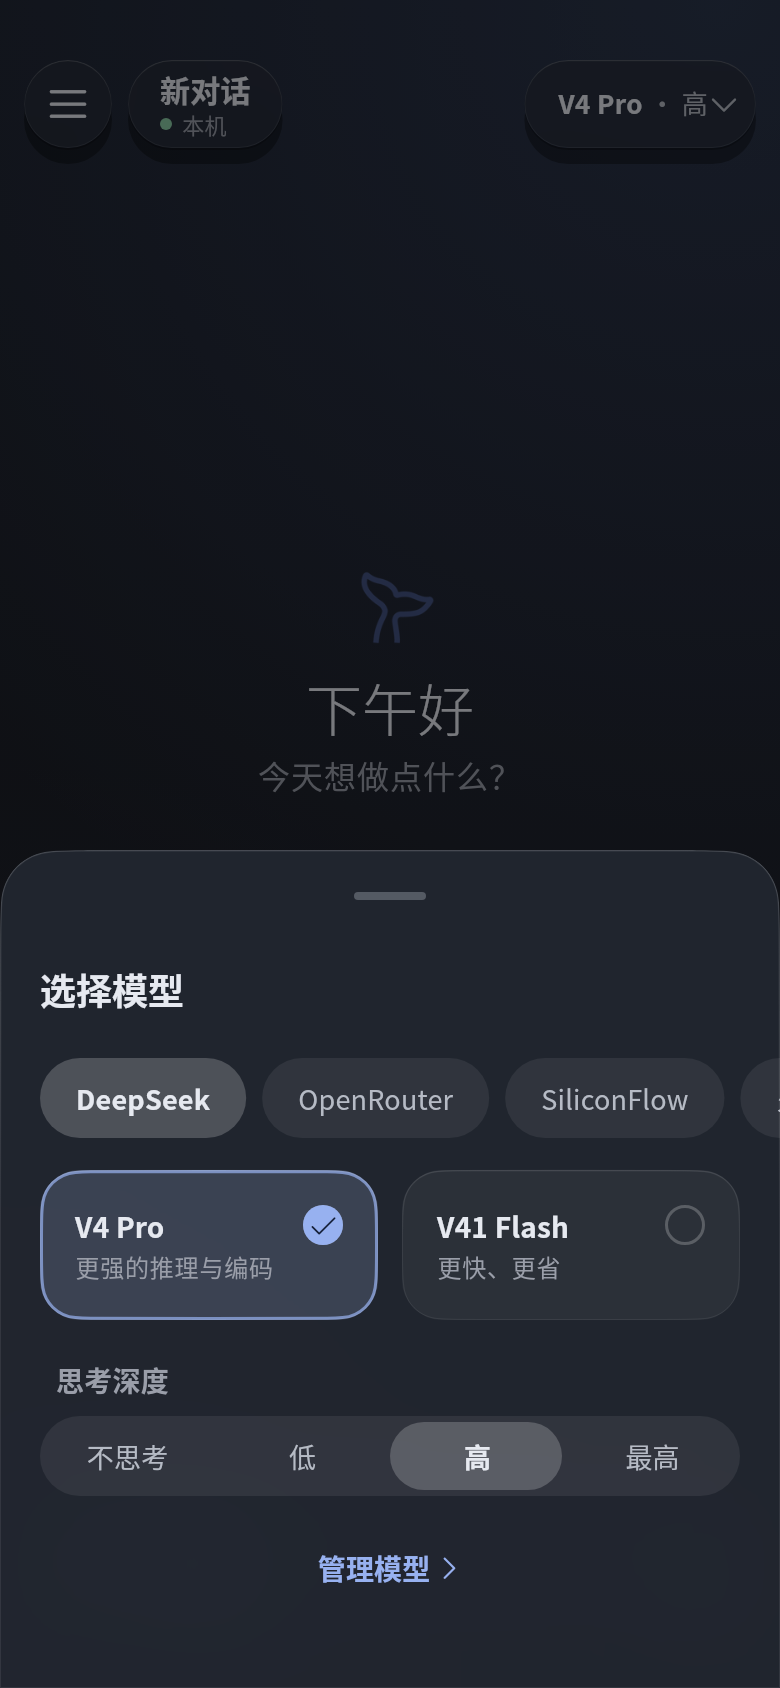 新对话
本机
V4 Pro · 高
下午好
今天想做点什么?
选择模型
DeepSeek
OpenRouter
SiliconFlow
V4 Pro
更强的推理与编码
V41 Flash
更快、更省
思考深度
不思考
低
高
最高
管理模型